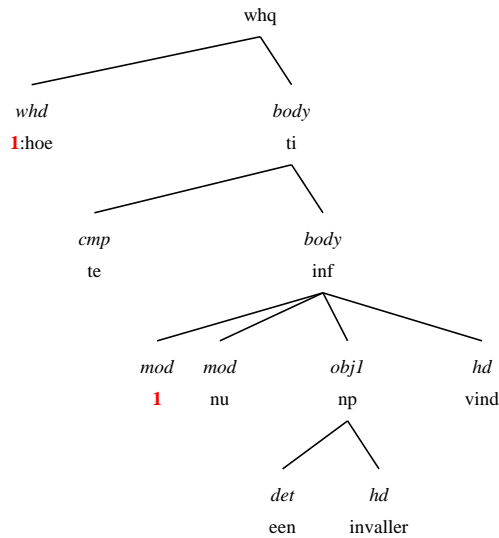 whq
whd body
1:hoe ti
cmp body
te inf
mod mod obj1 hd
1 nu np vind
det hd
een invaller